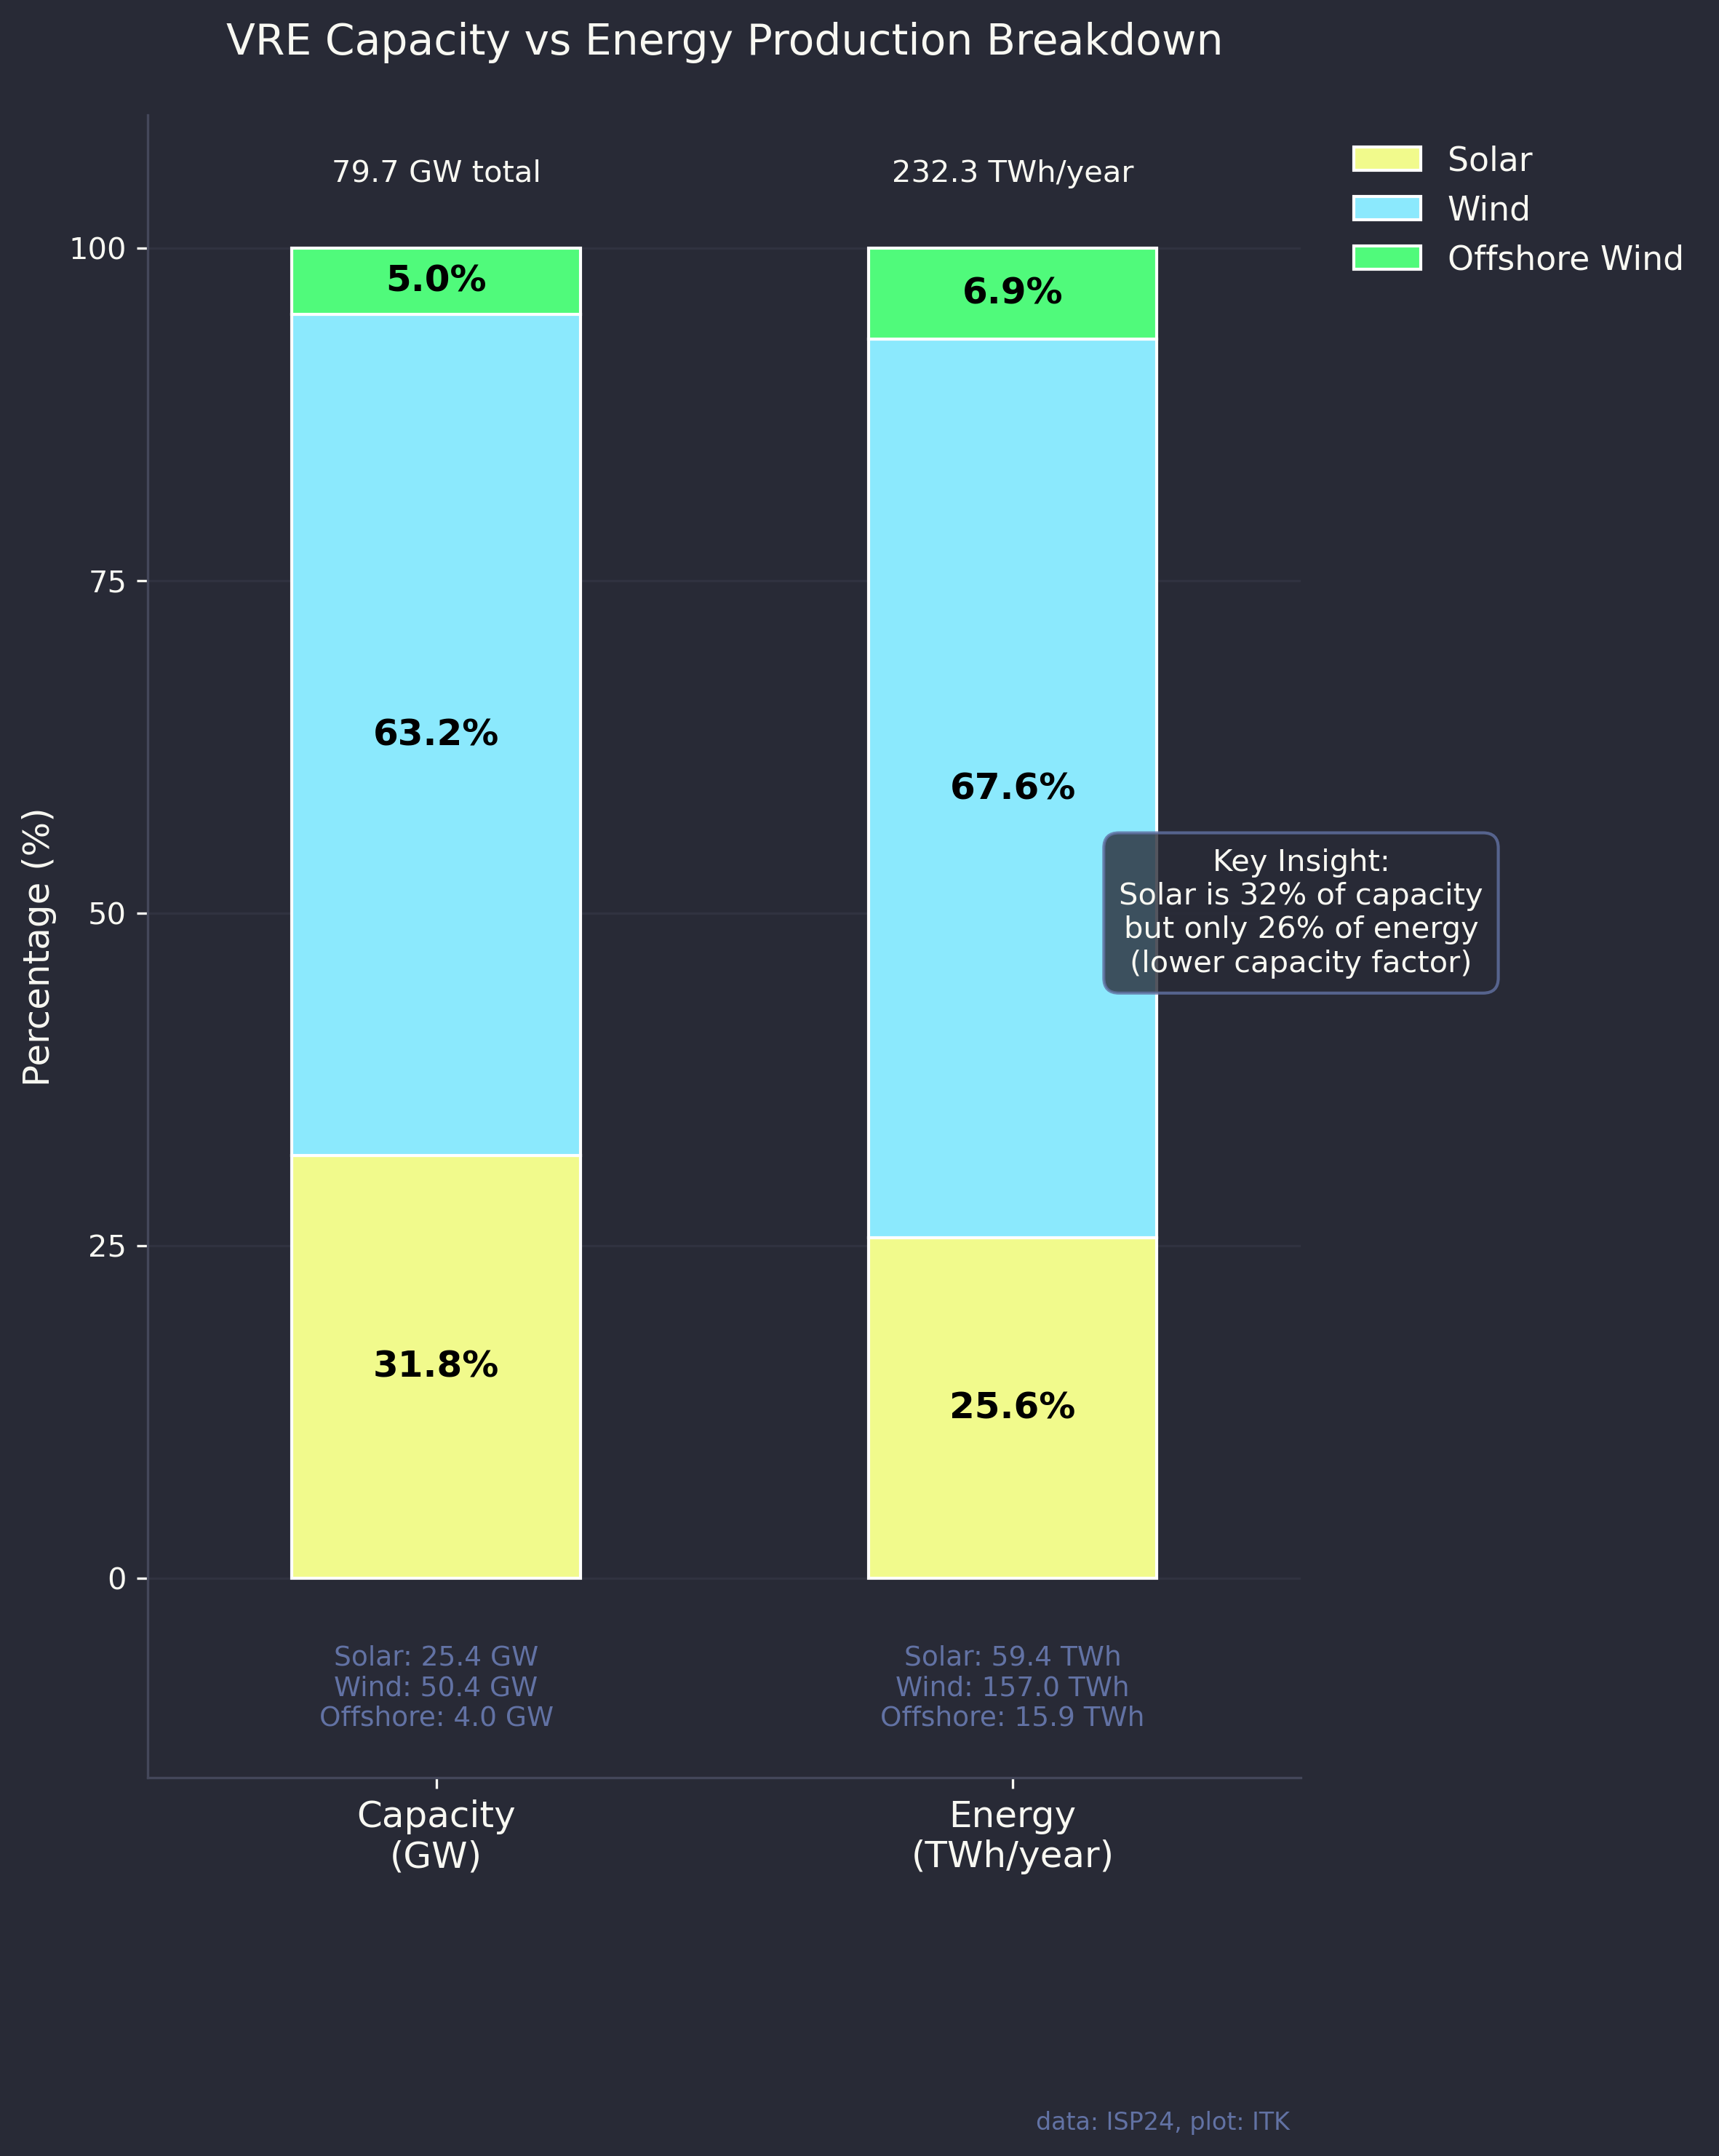 VRE Capacity vs Energy Production Breakdown
79.7 GW total
232.3 TWh/year
Solar
Wind
Offshore Wind
100
75
50
25
0
Percentage (%)
5.0%
63.2%
31.8%
6.9%
67.6%
25.6%
Key Insight:
Solar is 32% of capacity
but only 26% of energy
(lower capacity factor)
Solar: 25.4 GW
Wind: 50.4 GW
Offshore: 4.0 GW
Solar: 59.4 TWh
Wind: 157.0 TWh
Offshore: 15.9 TWh
Capacity
(GW)
Energy
(TWh/year)
data: ISP24, plot: ITK